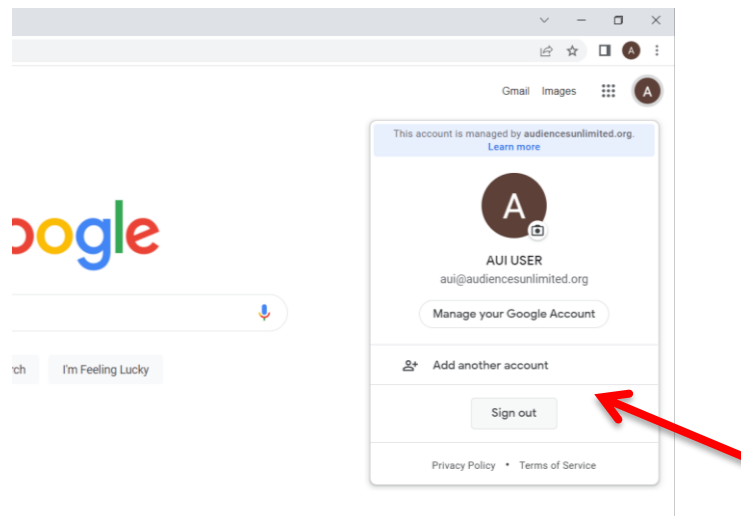 A
Gmail Images
A
This account is managed by audiencesunlimited.org.
Learn more
A
oogle
AUI USER
aui@audiencesunlimited.org
Manage your Google Account
Add another account
rch I'm Feeling Lucky
Sign out
Privacy Policy • Terms of Service